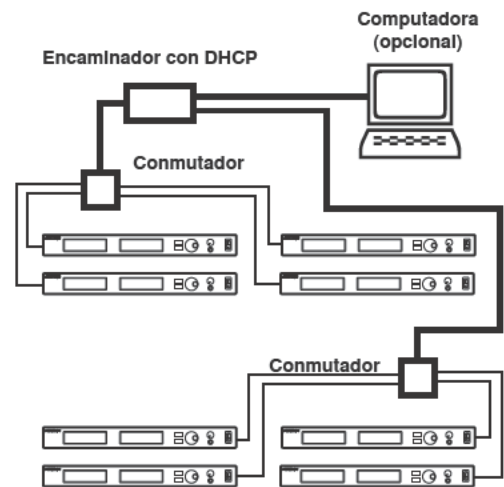 Computadora
(opcional)
Encaminador con DHCP
Conmutador
Conmutador